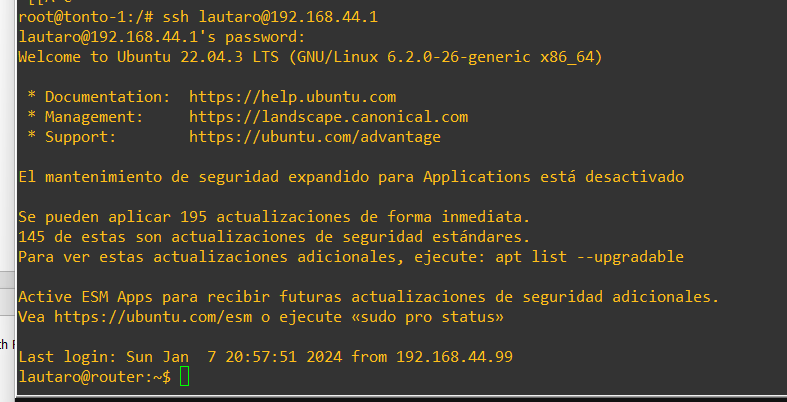 root@tonto-1:/# ssh lautaro@192.168.44.1
lautaro@192.168.44.1's password:
Welcome to Ubuntu 22.04.3 LTS (GNU/Linux 6.2.0-26-generic x86_64)
* Documentation:  https://help.ubuntu.com
* Management:     https://landscape.canonical.com
* Support:        https://ubuntu.com/advantage
El mantenimiento de seguridad expandido para Applications está desactivado
Se pueden aplicar 195 actualizaciones de forma inmediata.
145 de estas son actualizaciones de seguridad estándares.
Para ver estas actualizaciones adicionales, ejecute: apt list --upgradable
Active ESM Apps para recibir futuras actualizaciones de seguridad adicionales.
Vea https://ubuntu.com/esm o ejecute «sudo pro status»
Last login: Sun Jan  7 20:57:51 2024 from 192.168.44.99
lautaro@router:~$